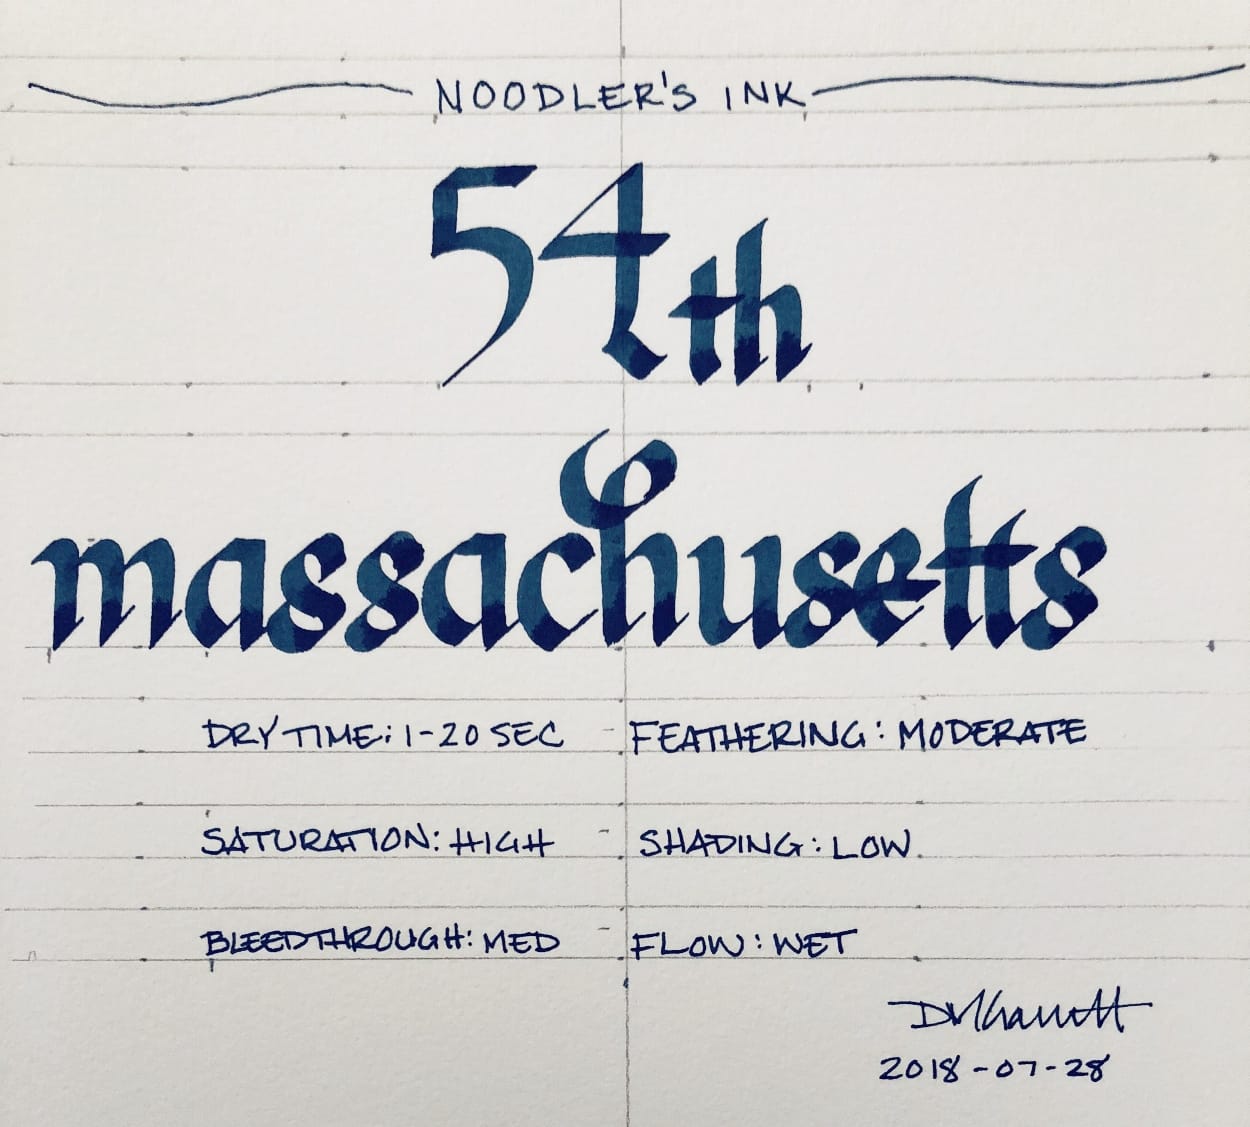 NOODLER'S INK
54th
massachusetts
DRY TIME: 1-20 SEC FEATHERING: MODERATE
SATURATION: HIGH SHADING: LOW
BLEEDTHROUGH: MED FLOW: WET
2018-07-28